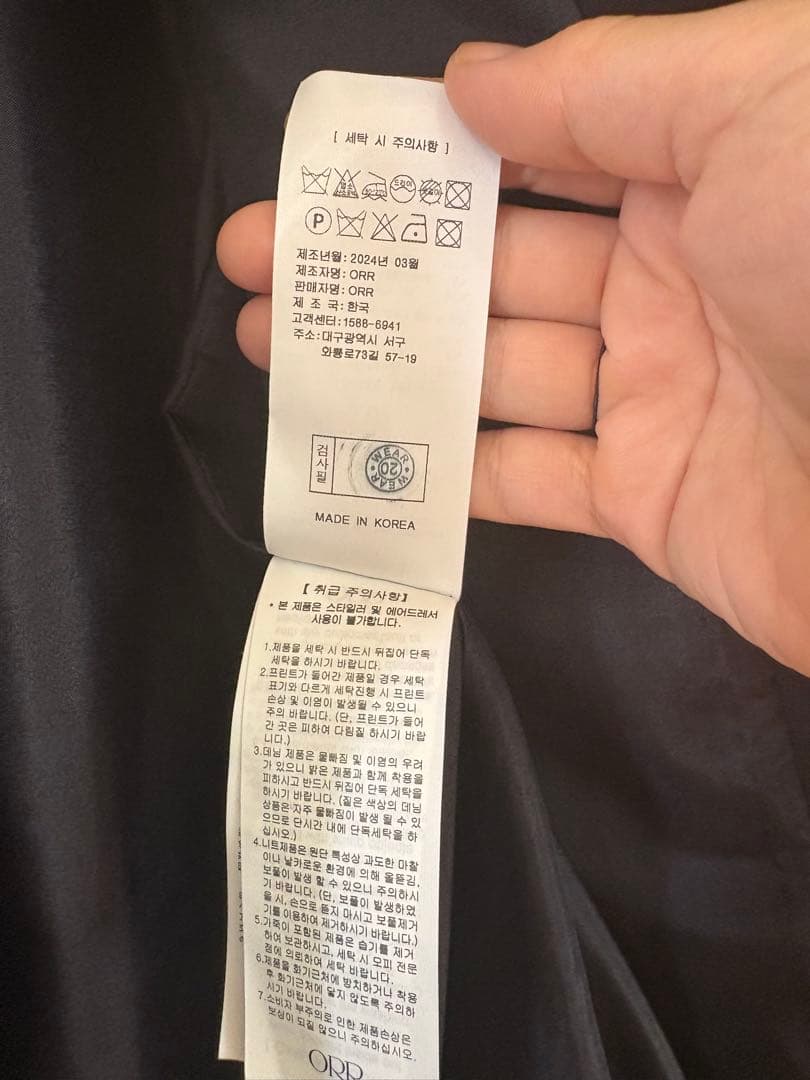 [ 세탁 시 주의사항 ]
염소
80~120℃
드라이
P
제조년월: 2024년 03월
제조자명: ORR
판매자명: ORR
제 조 국: 한국
고객센터: 1588-6941
주소: 대구광역시 서구
와룡로73길 57-19
검사필
WEAR 20 WEAR
MADE IN KOREA
【 취급 주의사항】
* 본 제품은 스타일러 및 에어드레서
사용이 불가합니다.
1.제품을 세탁 시 반드시 뒤집어 단독
세탁을 하시기 바랍니다.
2.프린트가 들어간 제품일 경우 세탁
표기와 다르게 세탁진행 시 프린트
손상 및 이염이 발생될 수 있으니
주의 바랍니다. (단, 프린트가 들어
간 곳은 피하여 다림질 하시기 바랍
니다.)
3.데님 제품은 물빠짐 및 이염의 우려
가 있으니 밝은 제품과 함께 착용을
피하시고 반드시 뒤집어 단독 세탁을
하시기 바랍니다. (짙은 색상의 데님
상품은 자주 물빠짐이 발생 될 수 있
으므로 단시간 내에 단독세탁을 하
십시오.)
4.니트제품은 원단 특성상 과도한 마찰
이나 날카로운 환경에 의해 올뜯김,
보풀이 발생 할 수 있으니 주의하시
기 바랍니다. (단, 보풀이 발생하였
을 시, 손으로 뜯지 마시고 보풀제거
기를 이용하여 제거하시기 바랍니다.)
5.가죽이 포함된 제품은 습기를 제거
하여 보관하시고, 세탁 시 모피 전문
점에 의뢰하여 세탁 바랍니다.
6.제품을 화기근처에 방치하거나 착용
후 화기근처에 닿지 않도록 주의하
시기 바랍니다.
7.소비자 부주의로 인한 제품손상은
보상이 되질 않으니 주의하십시오.
ORR